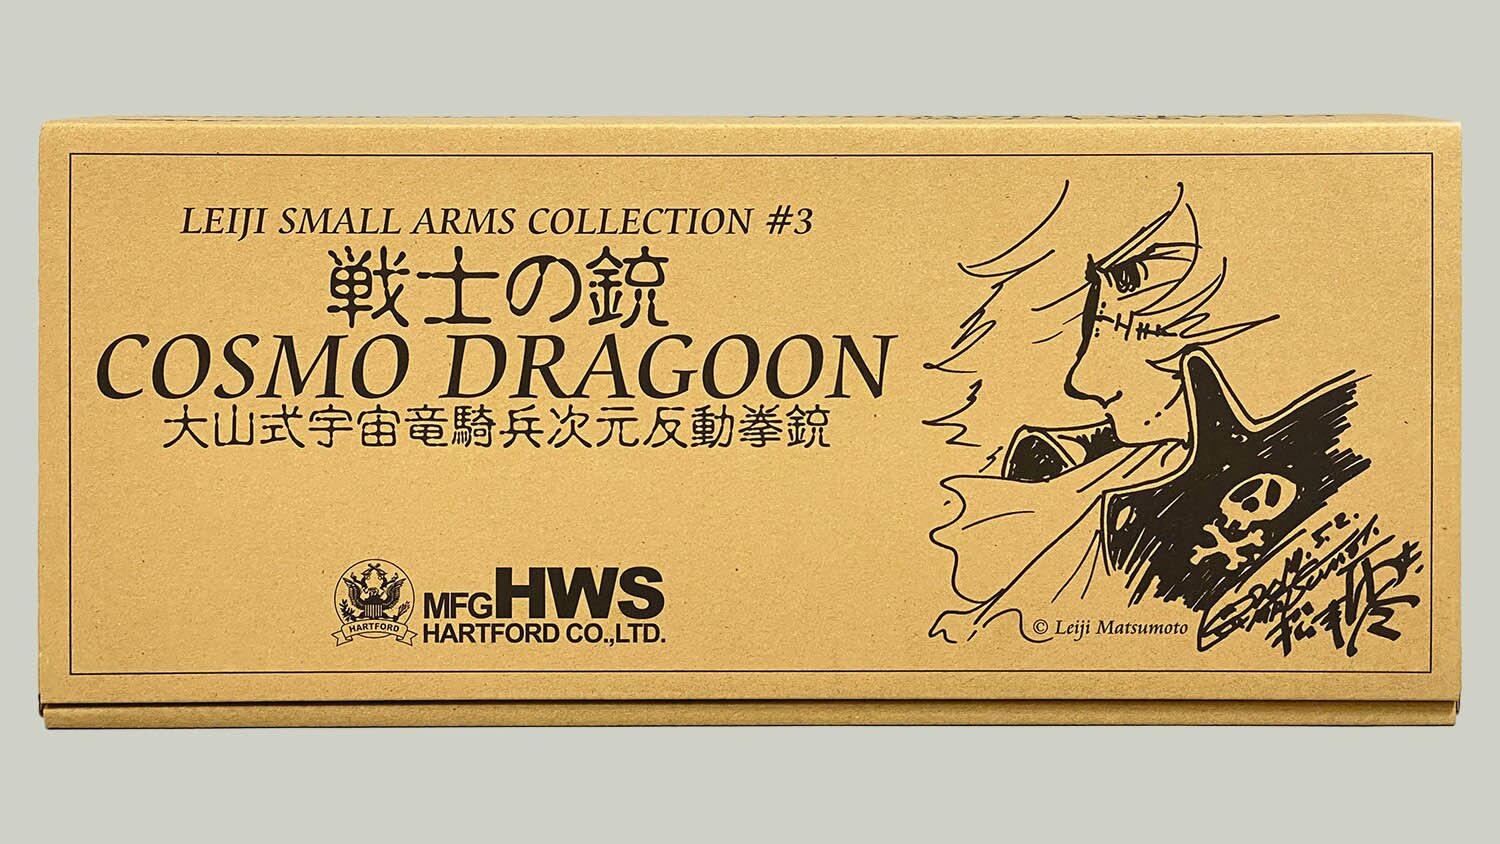 LEIJI SMALL ARMS COLLECTION #3
戦士の銃
COSMO DRAGOON
大山式宇宙竜騎兵次元反動拳銃
HARTFORD
MFG HWS
HARTFORD CO.,LTD.
© Leiji Matsumoto